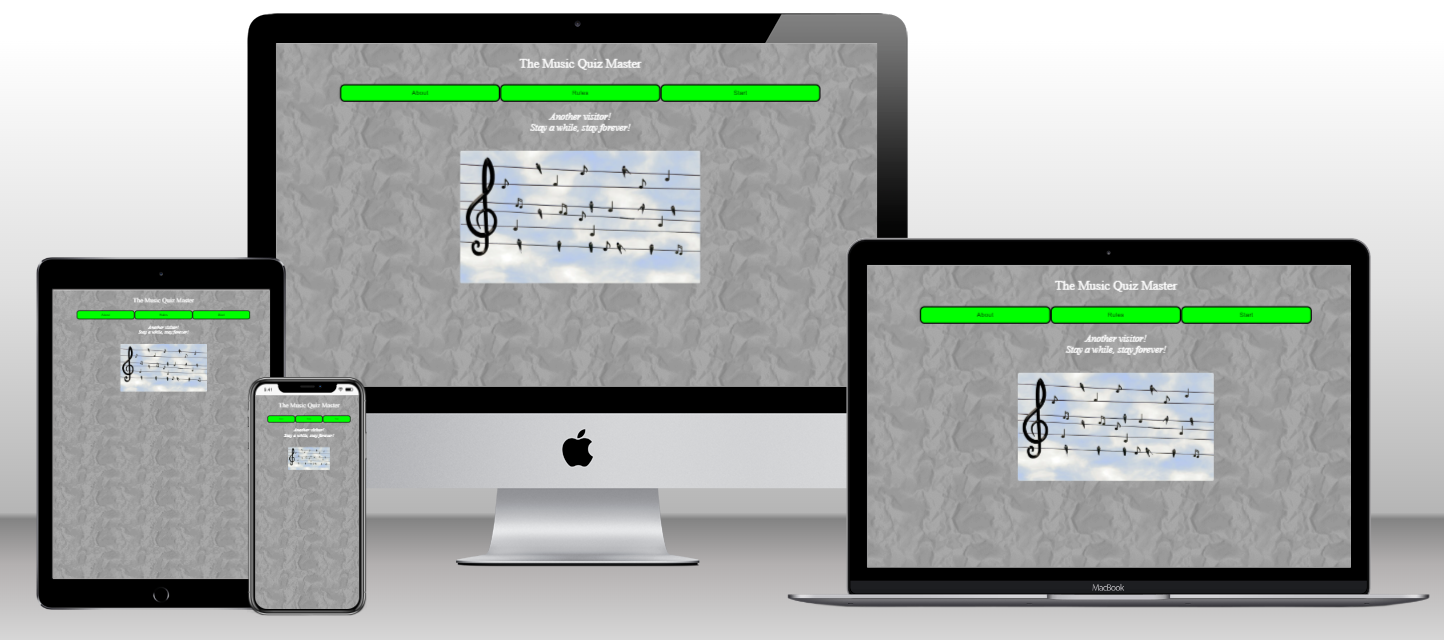 The Music Quiz Master
About Rules Start
Another visitor!
Stay a while, stay forever!
The Music Quiz Master
About Rules Start
Another visitor!
Stay a while, stay forever!
MacBook
The Music Quiz Master
Another visitor!
Stay a while, stay forever!
9:41
The Music Quiz Master
Another visitor!
Stay a while, stay forever!